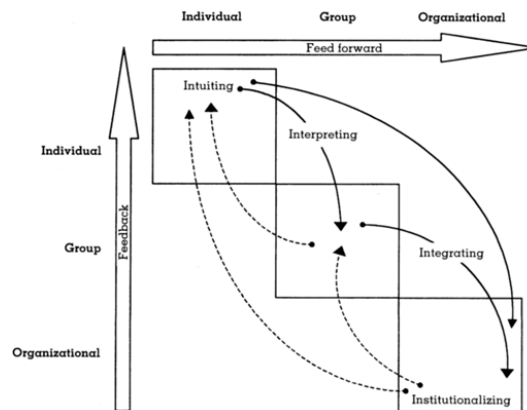 Individual Group Organizational
Feed forward
Intuiting
Interpreting
Individual
Feedback
Group
Integrating
Organizational
Institutionalizing